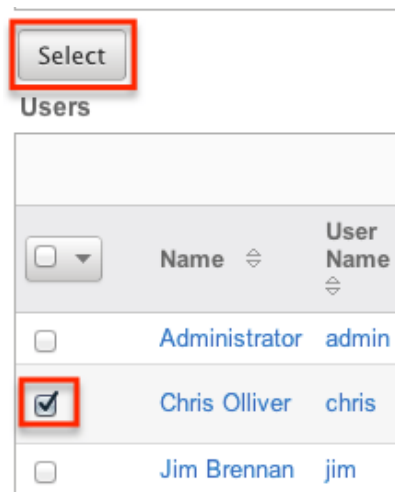 Select
Users
Name
User
Name
Administrator admin
Chris Olliver chris
Jim Brennan jim